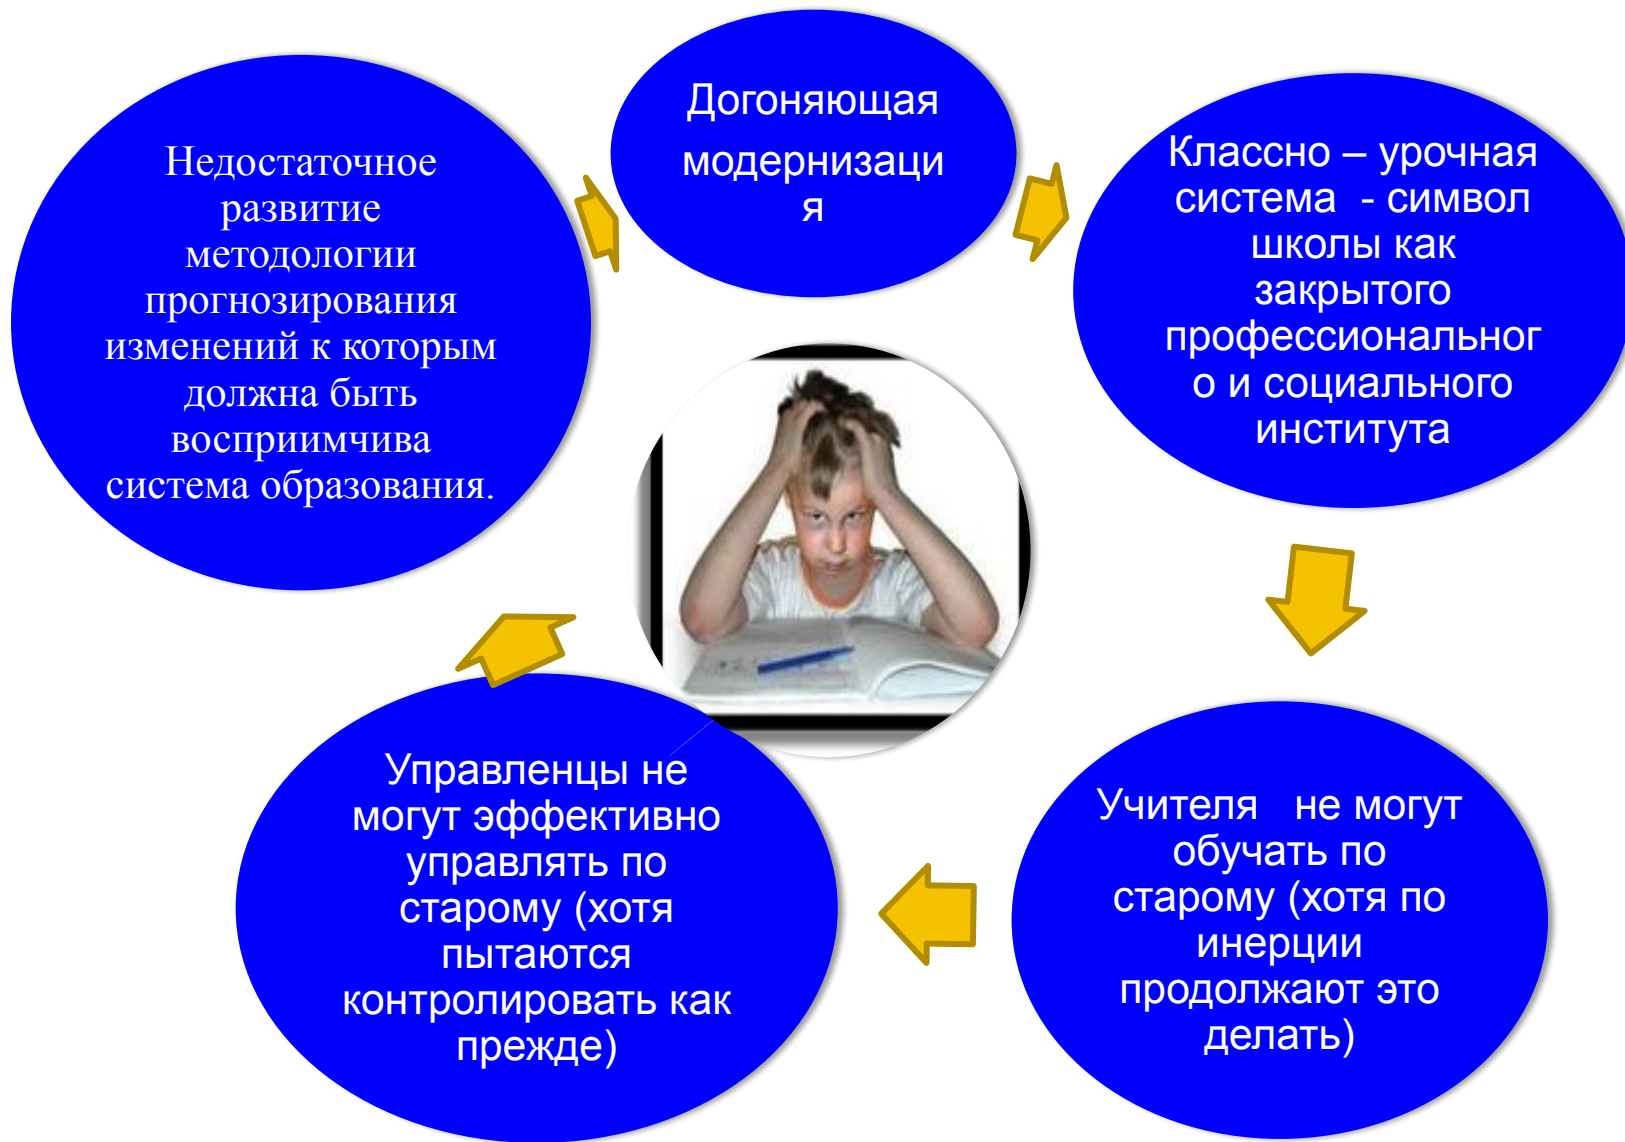 Догоняющая
модернизаци
я
Классно – урочная
система  - символ
школы как
закрытого
профессиональног
о и социального
института
Учителя   не могут
обучать по
старому (хотя по
инерции
продолжают это
делать)
Управленцы не
могут эффективно
управлять по
старому (хотя
пытаются
контролировать как
прежде)
Недостаточное
развитие
методологии
прогнозирования
изменений к которым
должна быть
восприимчива
система образования.